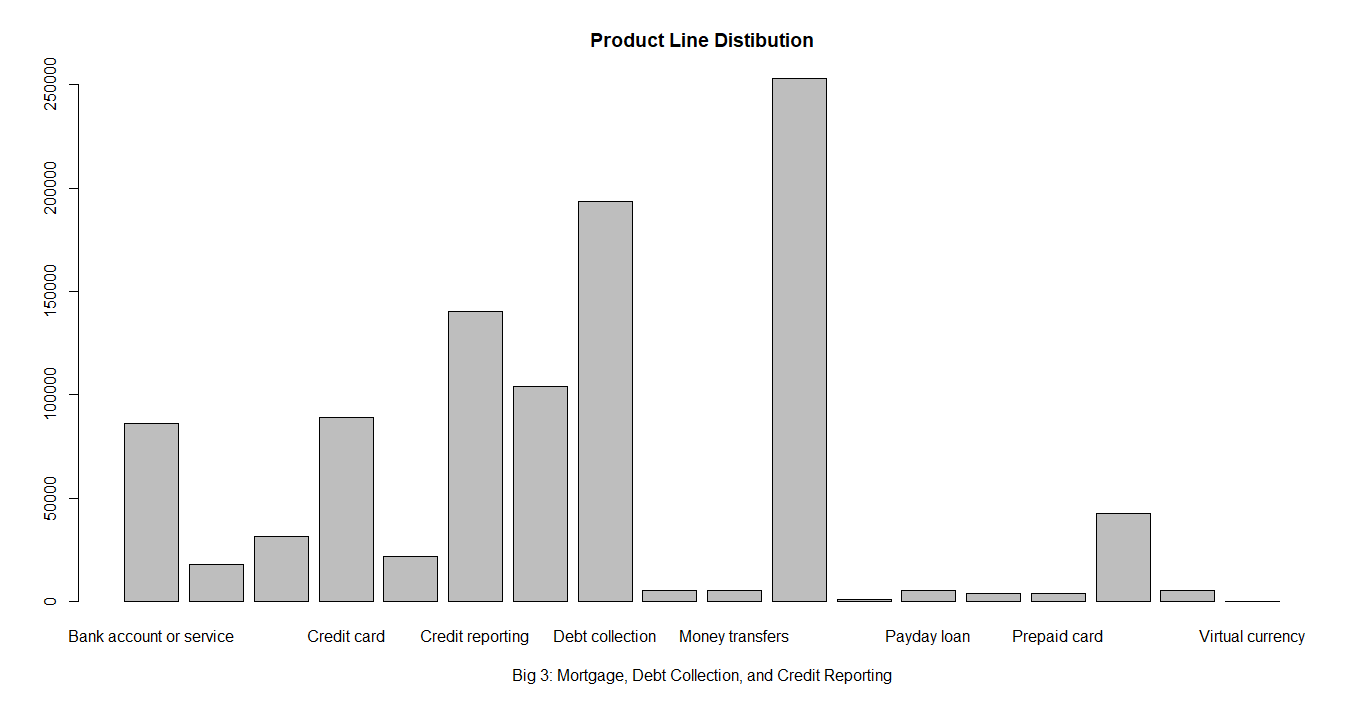 Product Line Distibution
250000
200000
150000
100000
50000
0
Bank account or service Credit card Credit reporting Debt collection Money transfers Payday loan Prepaid card Virtual currency
Big 3: Mortgage, Debt Collection, and Credit Reporting